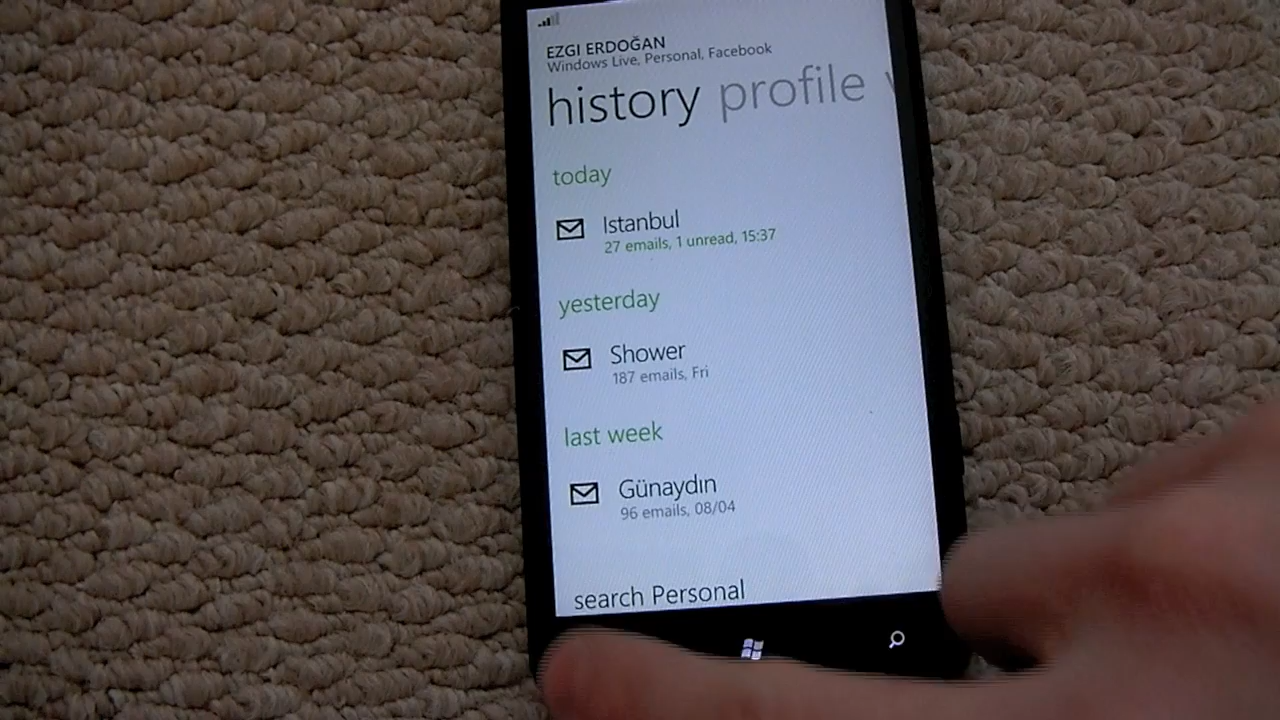 EZGI ERDOĞAN
Windows Live, Personal, Facebook
history profile
today
Istanbul
27 emails, 1 unread, 15:37
yesterday
Shower
187 emails, Fri
last week
Günaydın
96 emails, 08/04
search Personal